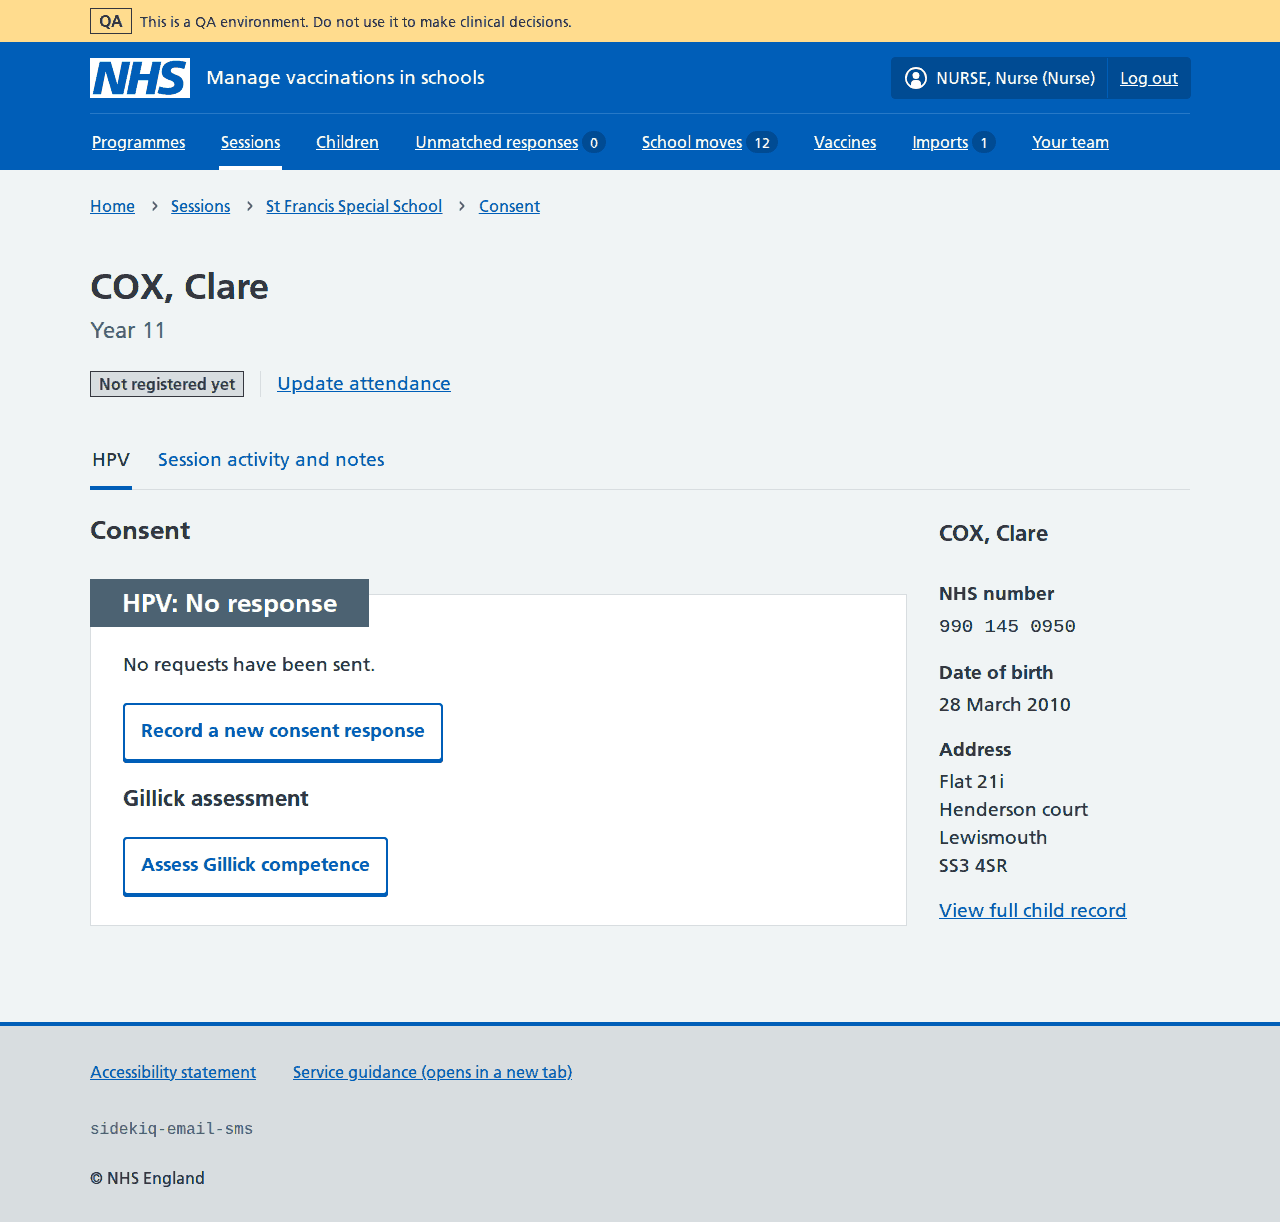 QA This is a QA environment. Do not use it to make clinical decisions.
NHS Manage vaccinations in schools NURSE, Nurse (Nurse) Log out
Programmes Sessions Children Unmatched responses 0 School moves 12 Vaccines Imports 1 Your team
Home › Sessions › St Francis Special School › Consent
COX, Clare
Year 11
Not registered yet Update attendance
HPV Session activity and notes
Consent
HPV: No response
No requests have been sent.
Record a new consent response
Gillick assessment
Assess Gillick competence
COX, Clare
NHS number
990 145 0950
Date of birth
28 March 2010
Address
Flat 21i
Henderson court
Lewismouth
SS3 4SR
View full child record
Accessibility statement Service guidance (opens in a new tab)
sidekiq-email-sms
© NHS England